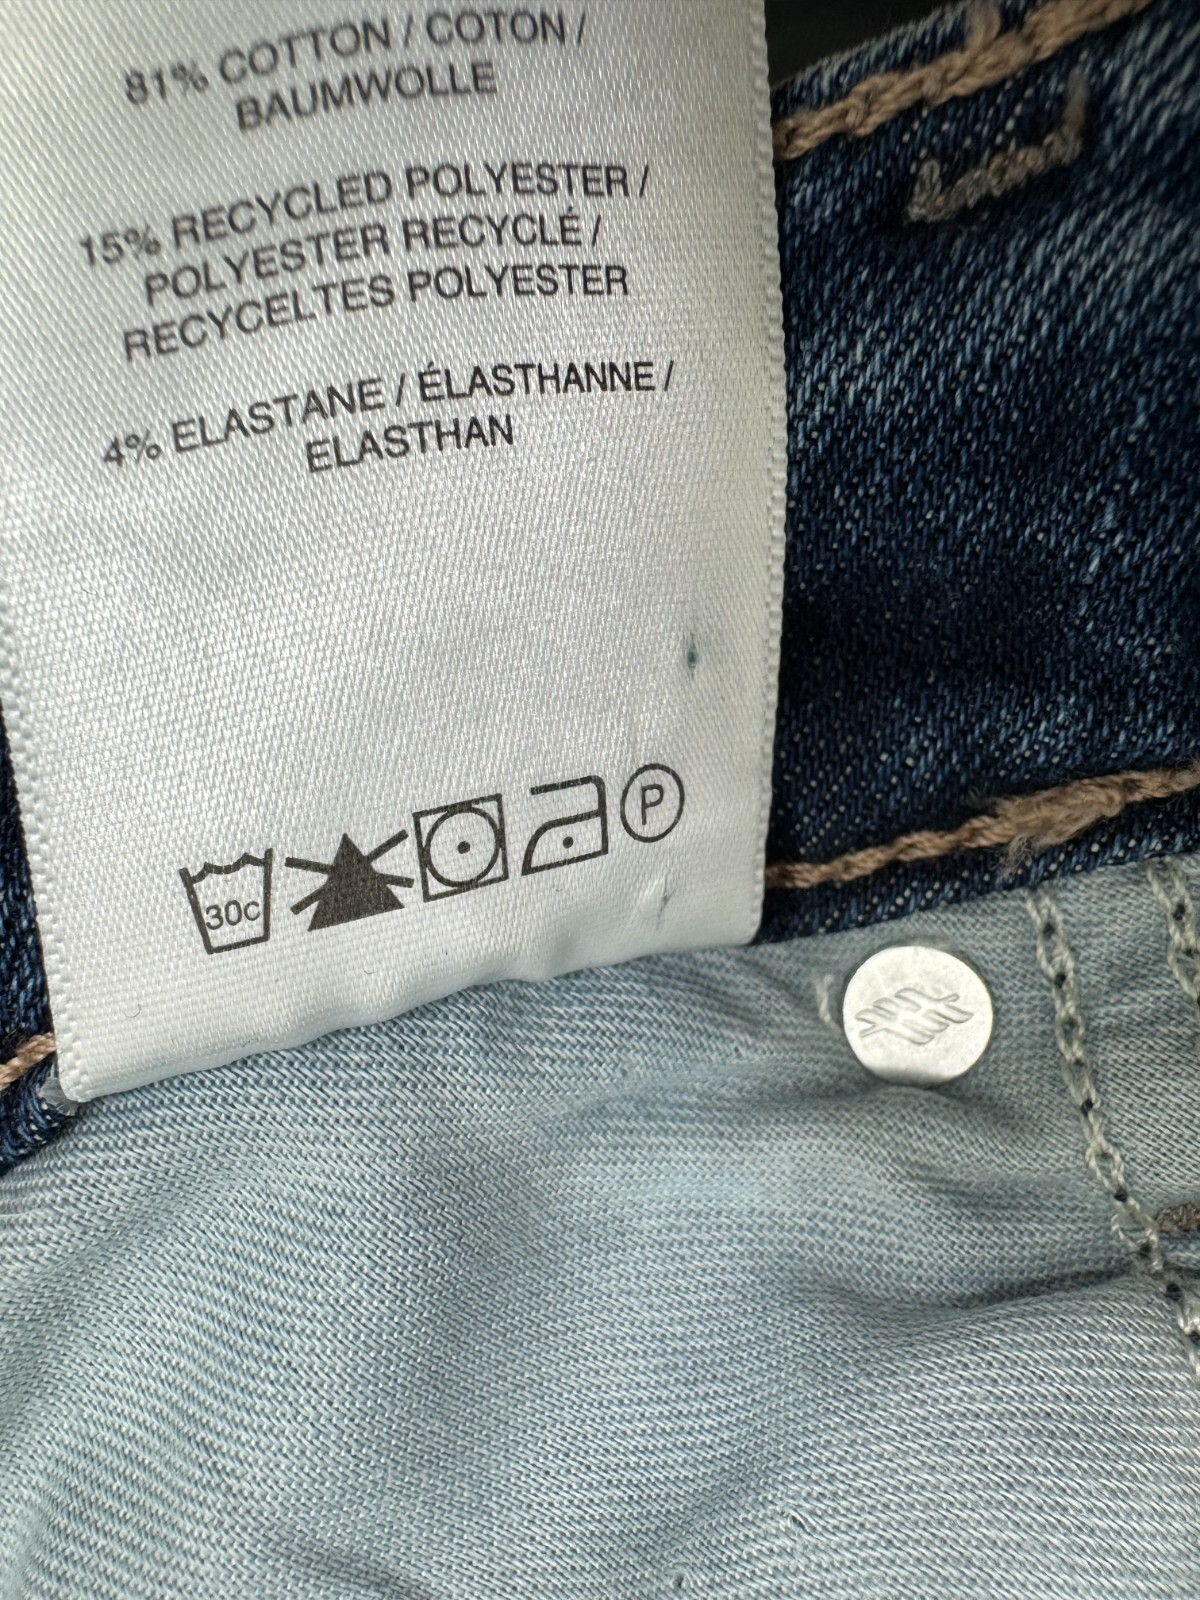 81% COTTON / COTON /
BAUMWOLLE
15% RECYCLED POLYESTER /
POLYESTER RECYCLÉ /
RECYCELTES POLYESTER
4% ELASTANE / ÉLASTHANNE /
ELASTHAN
30c P